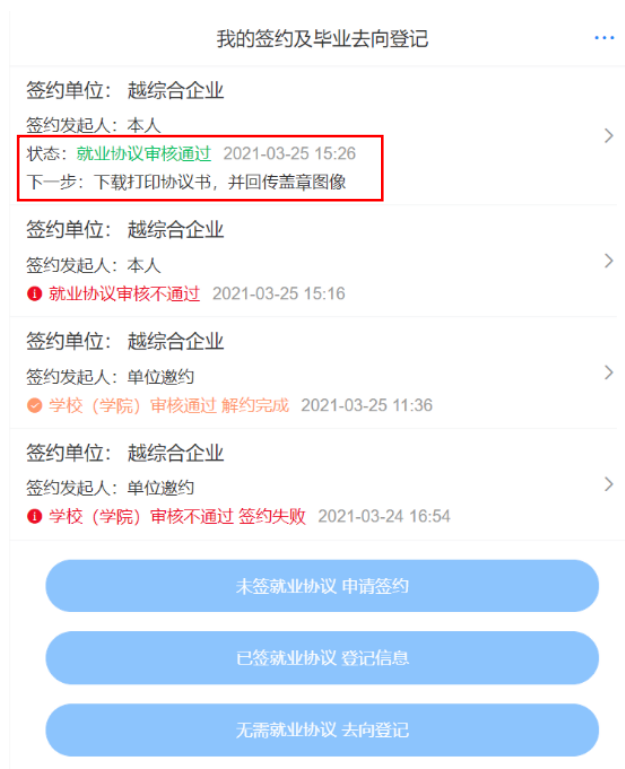 我的签约及毕业去向登记
签约单位： 越综合企业
签约发起人：本人
状态：就业协议审核通过 2021-03-25 15:26
下一步：下载打印协议书，并回传盖章图像
签约单位： 越综合企业
签约发起人：本人
就业协议审核不通过 2021-03-25 15:16
签约单位： 越综合企业
签约发起人：单位邀约
学校（学院）审核通过 解约完成 2021-03-25 11:36
签约单位： 越综合企业
签约发起人：单位邀约
学校（学院）审核不通过 签约失败 2021-03-24 16:54
未签就业协议 申请签约
已签就业协议 登记信息
无需就业协议 去向登记